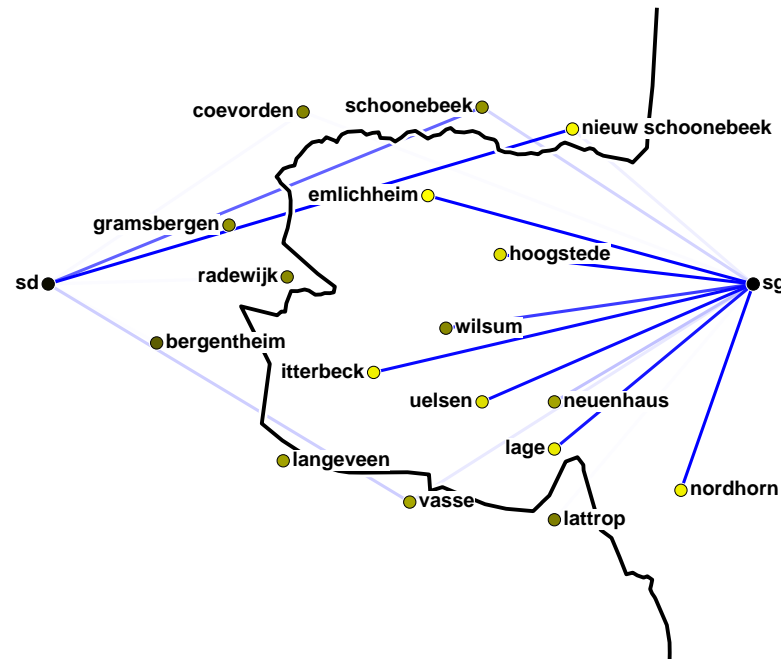 schoonebeek
coevorden
nieuw schoonebeek
emlichheim
gramsbergen
hoogstede
radewijk
sd
sg
wilsum
bergentheim
itterbeck
uelsen
neuenhaus
lage
langeveen
nordhorn
vasse
lattrop